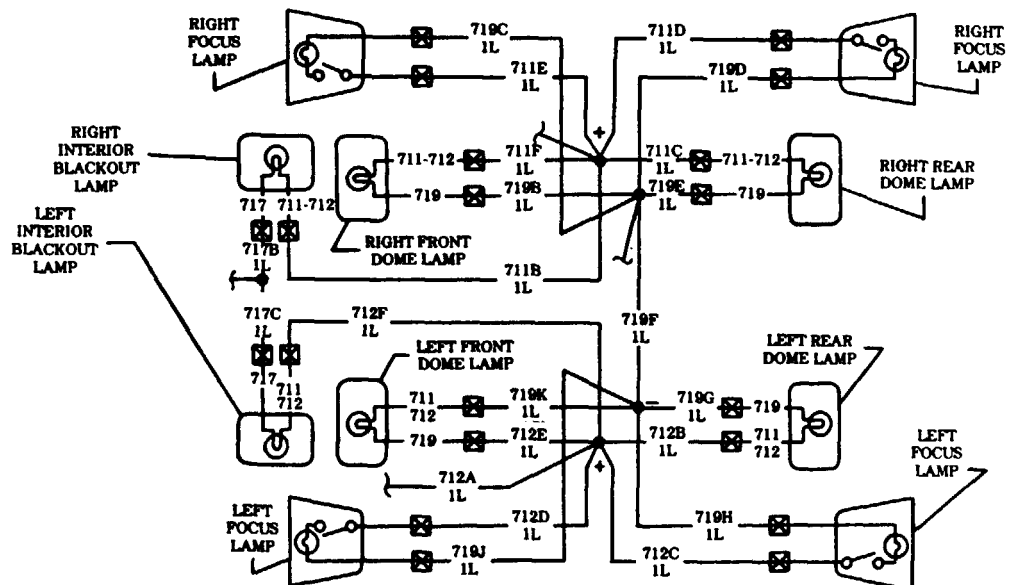 RIGHT
FOCUS
LAMP
719C
1L
711E
1L
711D
1L
719D
1L
RIGHT
FOCUS
LAMP
RIGHT
INTERIOR
BLACKOUT
LAMP
LEFT
INTERIOR
BLACKOUT
LAMP
717
711-712
717B
1L
711-712
719
RIGHT FRONT
DOME LAMP
711F
1L
719B
1L
+
711C
1L
719E
1L
711-712
719
RIGHT REAR
DOME LAMP
711B
1L
717C
1L
712F
1L
719F
1L
717
711
712
LEFT FRONT
DOME LAMP
711
712
719
719K
1L
712E
1L
712A
1L
−
+
719G
1L
712B
1L
719
711
712
LEFT REAR
DOME LAMP
LEFT
FOCUS
LAMP
LEFT
FOCUS
LAMP
712D
1L
719J
1L
719H
1L
712C
1L